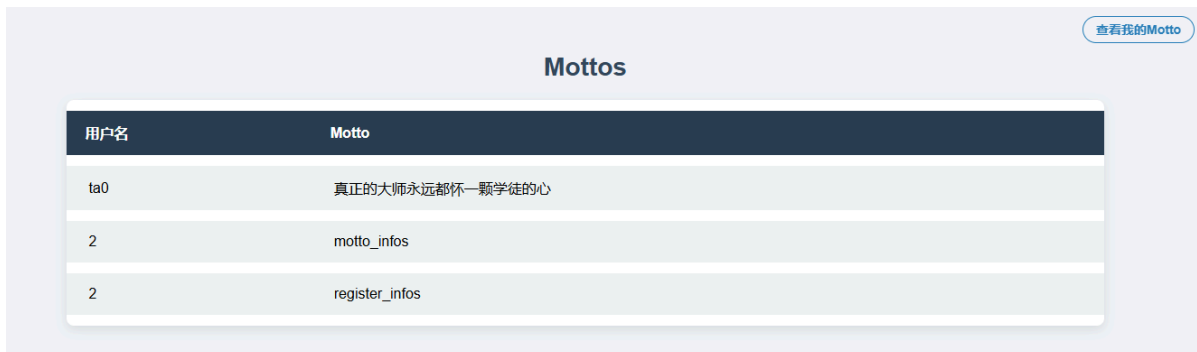 查看我的Motto
Mottos
用户名 Motto
ta0 真正的大师永远都怀一颗学徒的心
2 motto_infos
2 register_infos